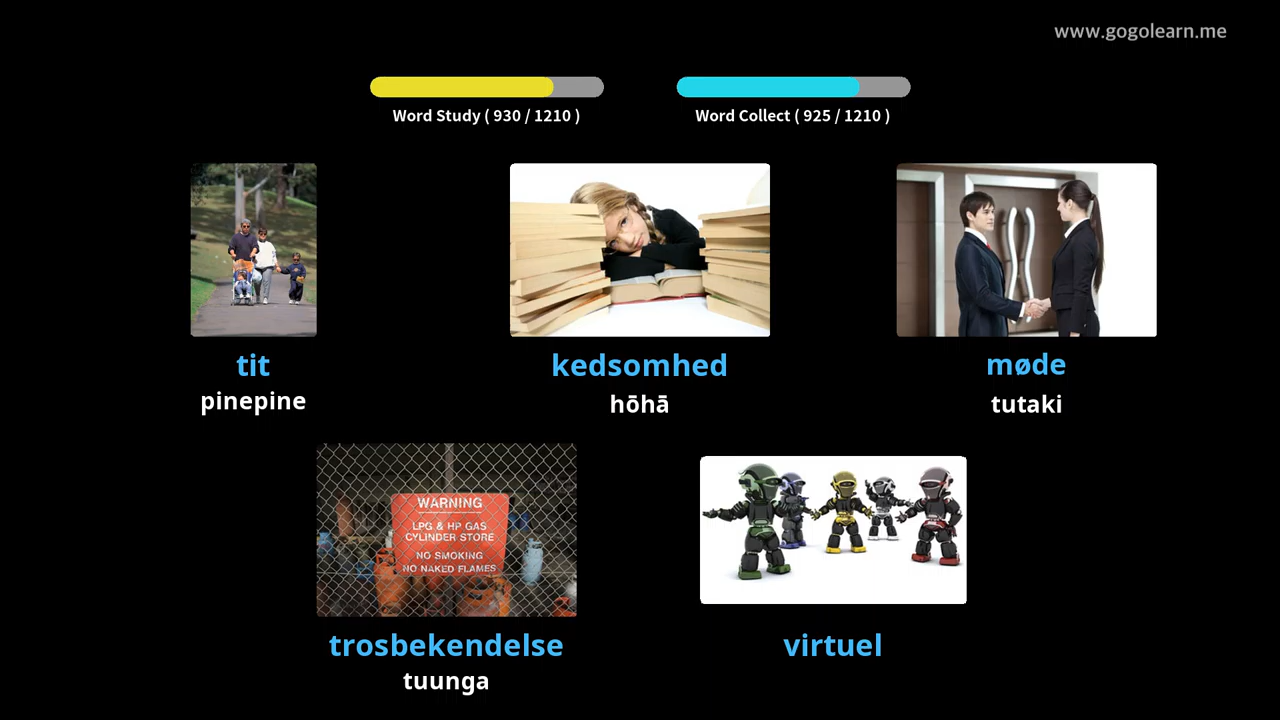 www.gogolearn.me
Word Study ( 930 / 1210 )
Word Collect ( 925 / 1210 )
tit
pinepine
kedsomhed
hōhā
møde
tutaki
WARNING
LPG & HP GAS
CYLINDER STORE
NO SMOKING
NO NAKED FLAMES
trosbekendelse
tuunga
virtuel